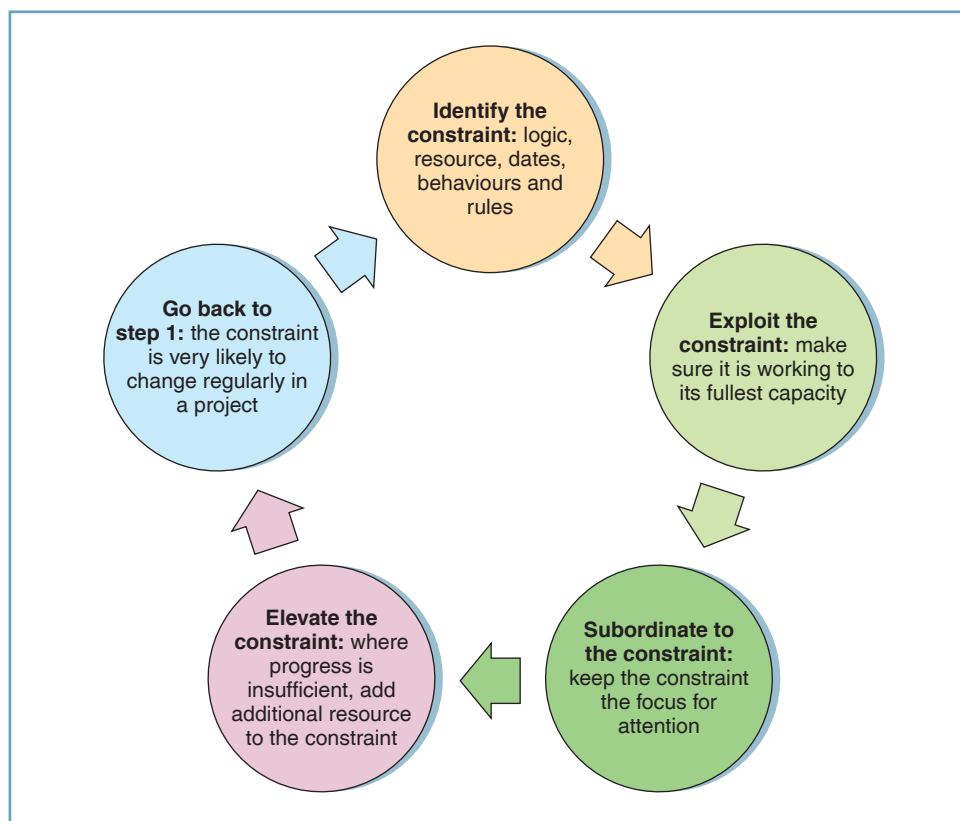 Identify the
constraint: logic,
resource, dates,
behaviours and
rules
Exploit the
constraint: make
sure it is working to
its fullest capacity
Subordinate to
the constraint:
keep the constraint
the focus for
attention
Elevate the
constraint: where
progress is
insufficient, add
additional resource
to the constraint
Go back to
step 1: the constraint
is very likely to
change regularly in
a project